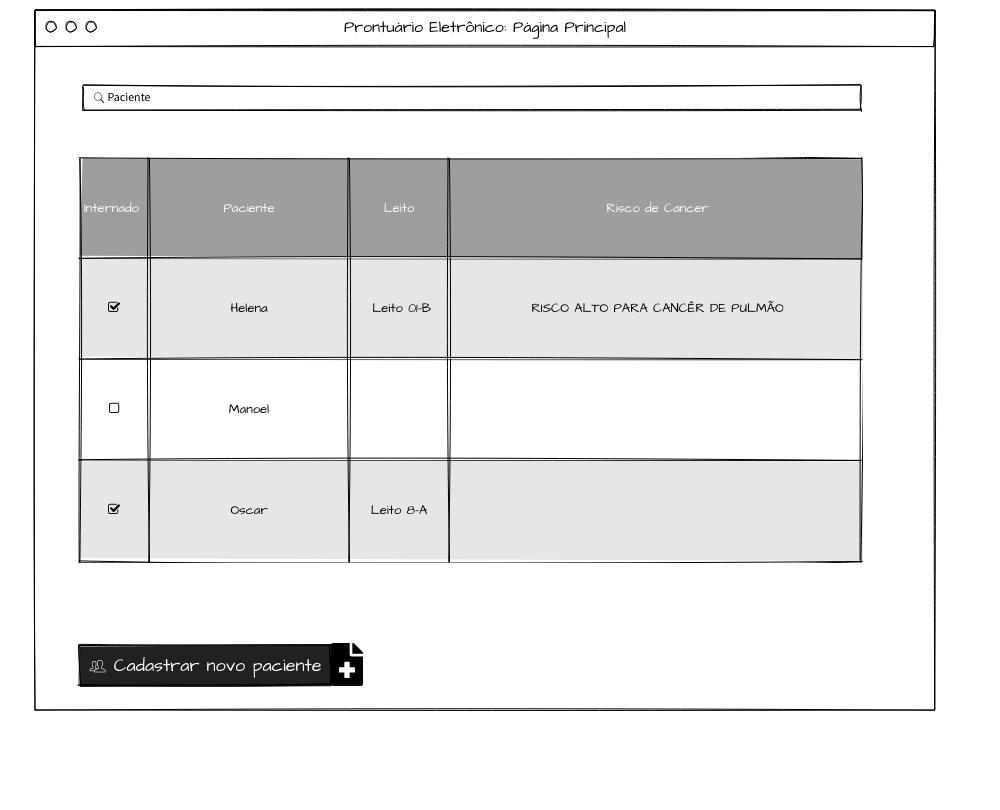 Prontuário Eletrônico: Página Principal
Paciente
Internado Paciente Leito Risco de Cancer
Helena Leito 01-B RISCO ALTO PARA CANCÊR DE PULMÃO
Manoel
Oscar Leito 8-A
Cadastrar novo paciente